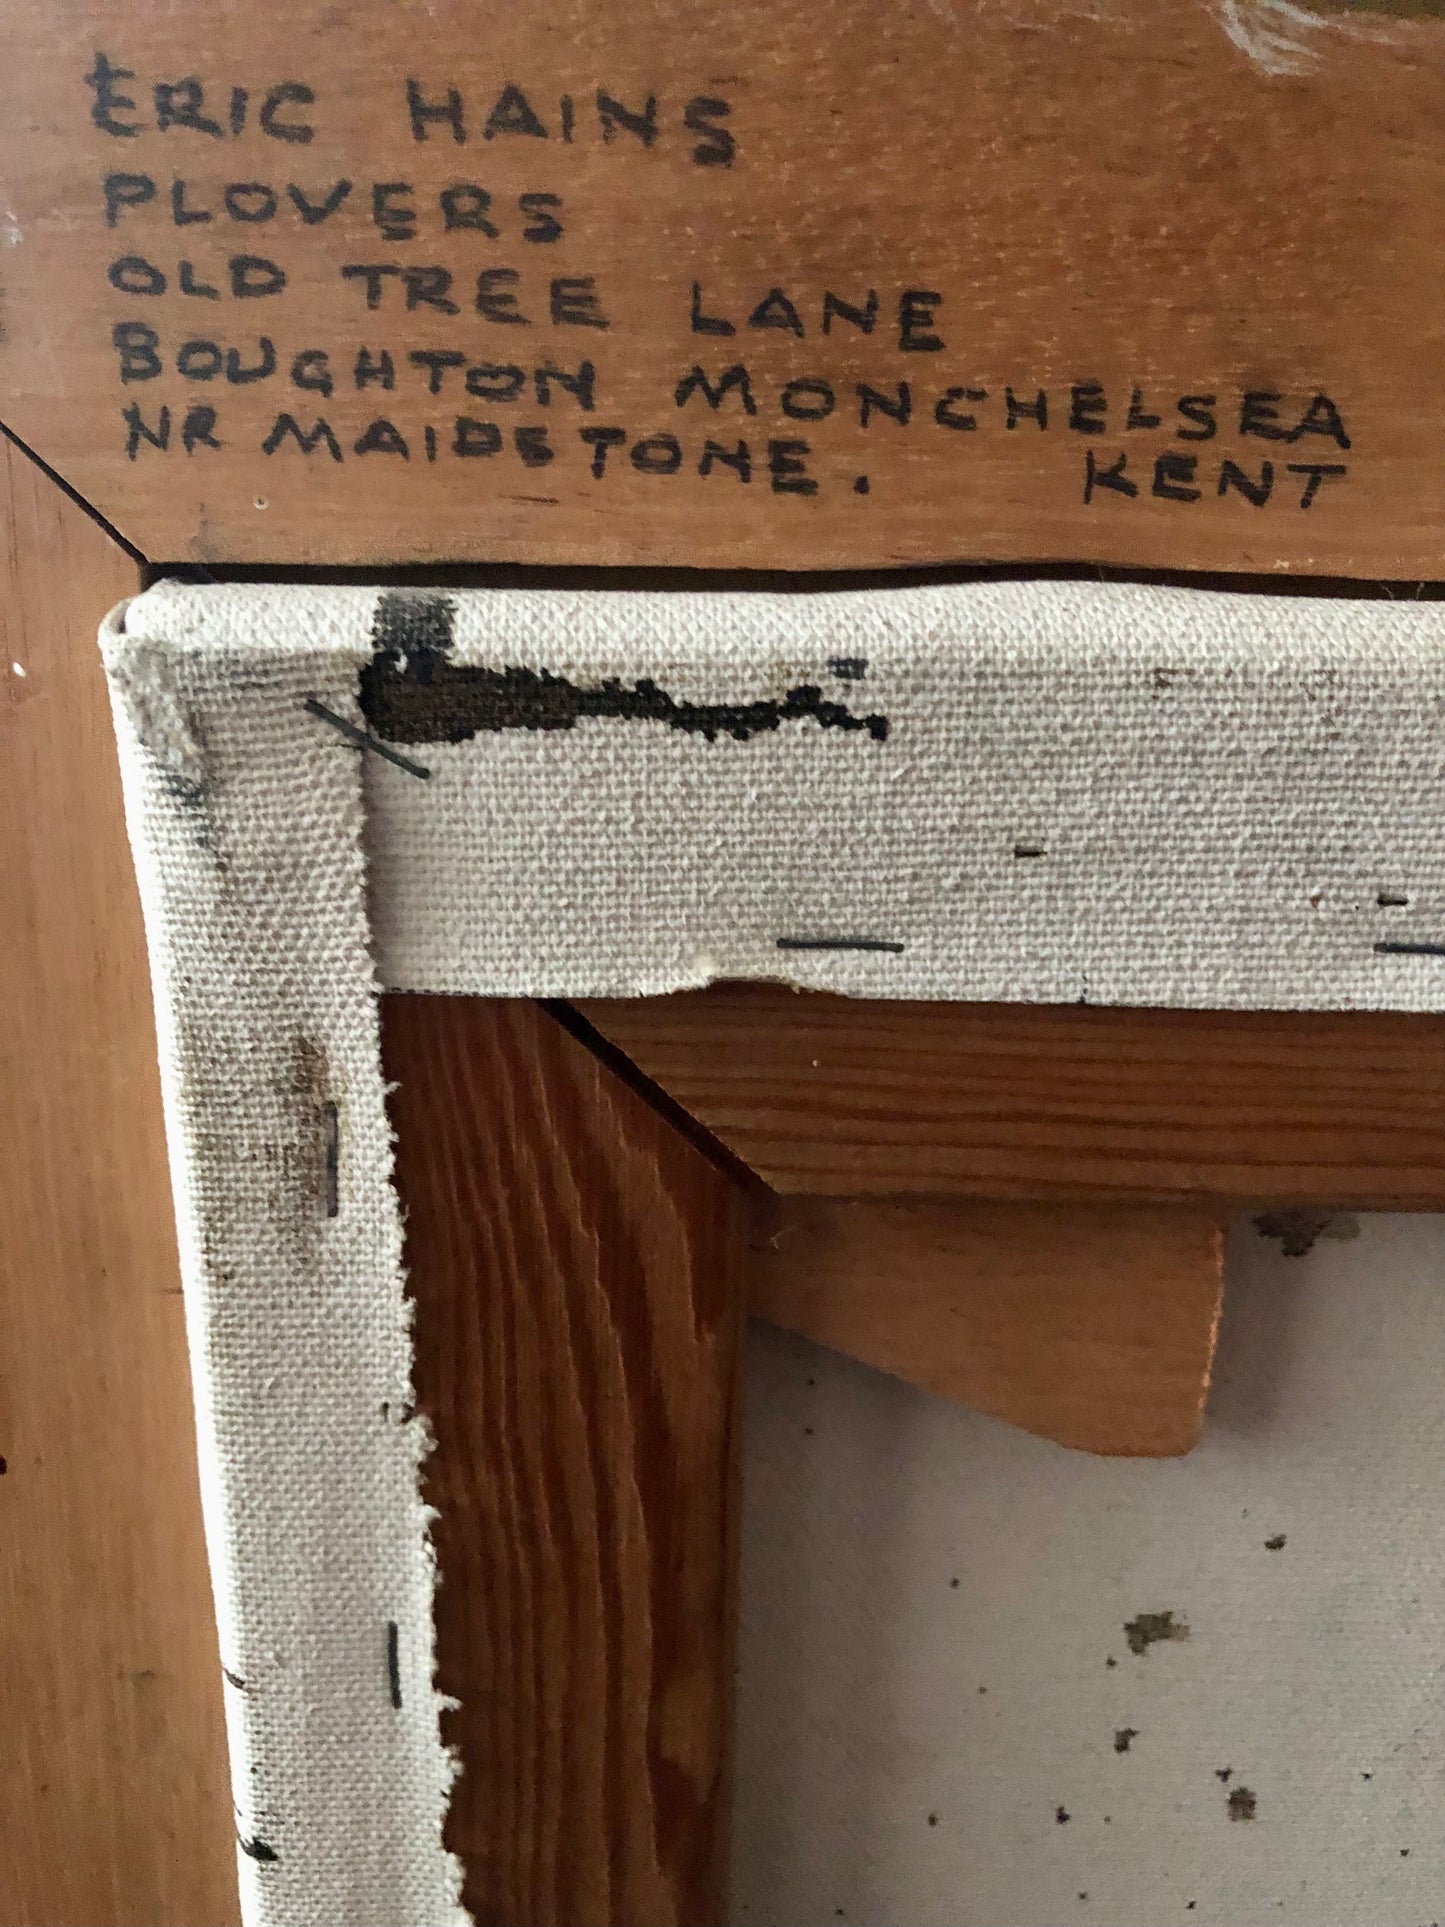 ERIC HAINS
PLOVERS
OLD TREE LANE
BOUGHTON MONCHELSEA
NR MAIDSTONE. KENT